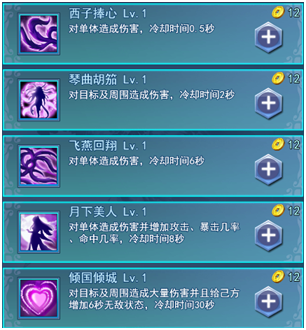 西子捧心 Lv.1
12
对单体造成伤害，冷却时间0.5秒
琴曲胡笳 Lv.1
12
对目标及周围造成伤害，冷却时间2秒
飞燕回翔 Lv.1
12
对单体造成伤害，冷却时间6秒
月下美人 Lv.1
12
对单体造成伤害并增加攻击、暴击几率
、命中几率，冷却时间8秒
倾国倾城 Lv.1
12
对目标及周围造成大量伤害并且给己方
增加6秒无敌状态，冷却时间30秒